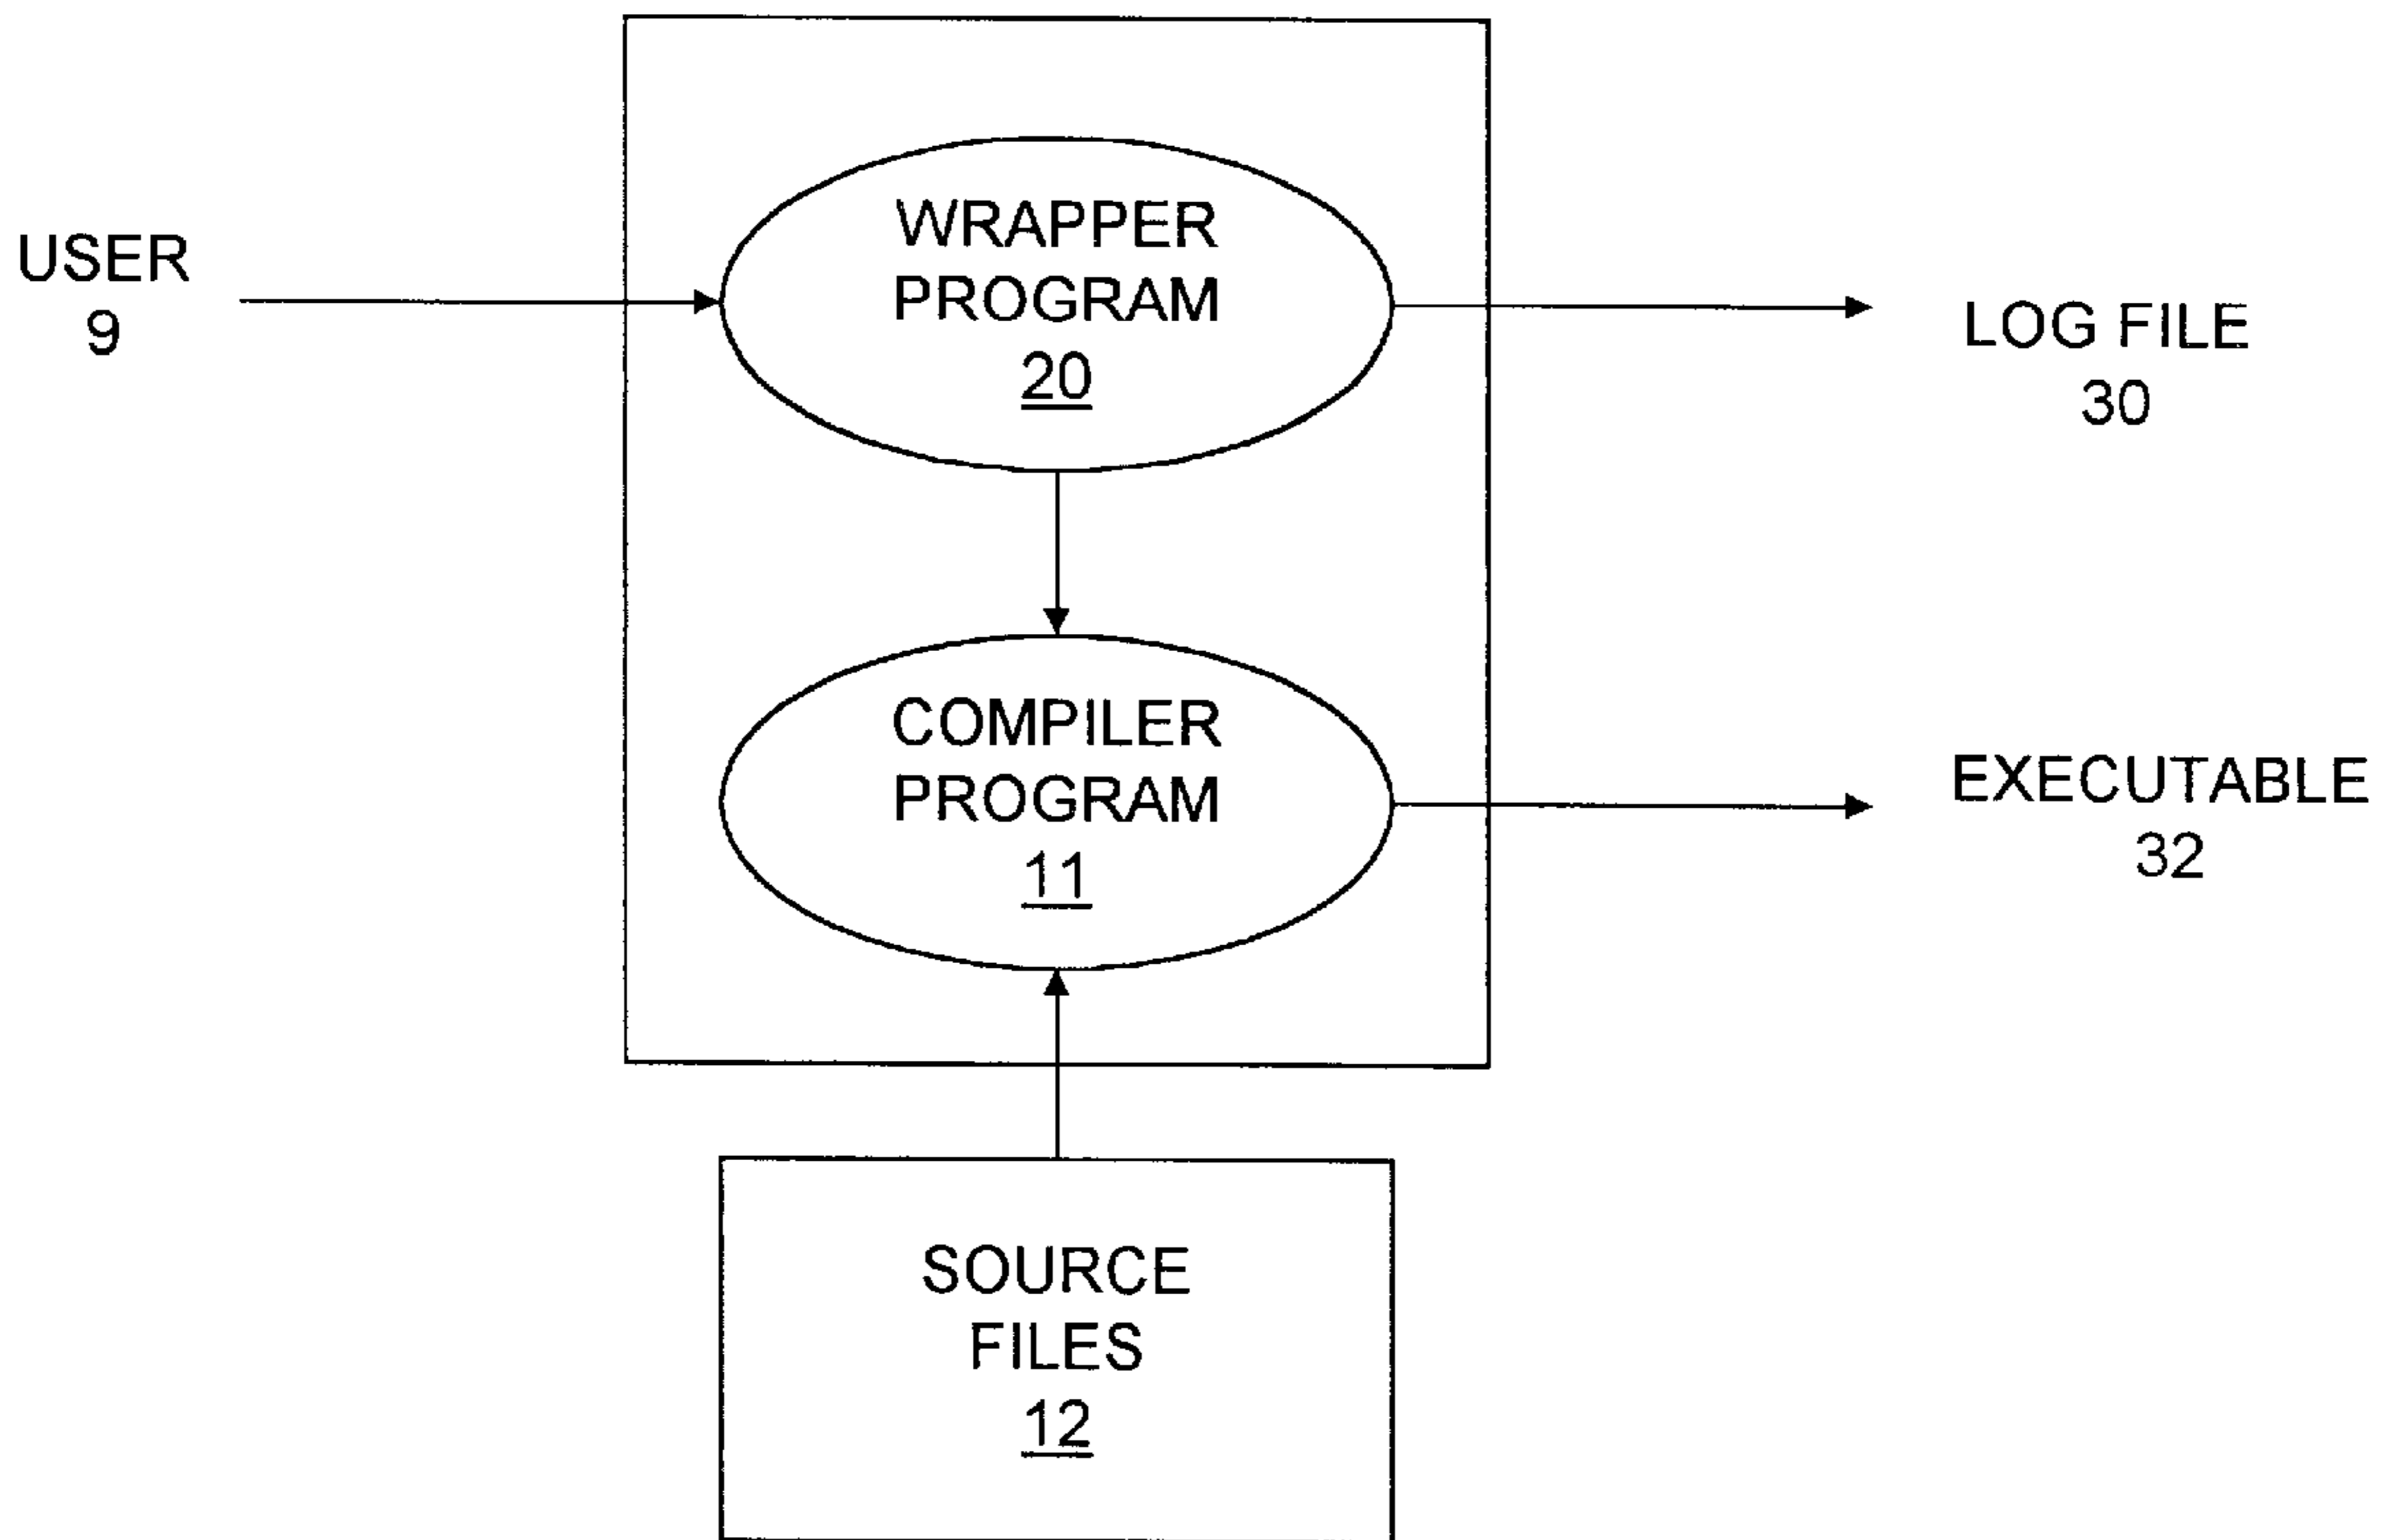 USER
9
WRAPPER
PROGRAM
20
LOG FILE
30
COMPILER
PROGRAM
11
EXECUTABLE
32
SOURCE
FILES
12